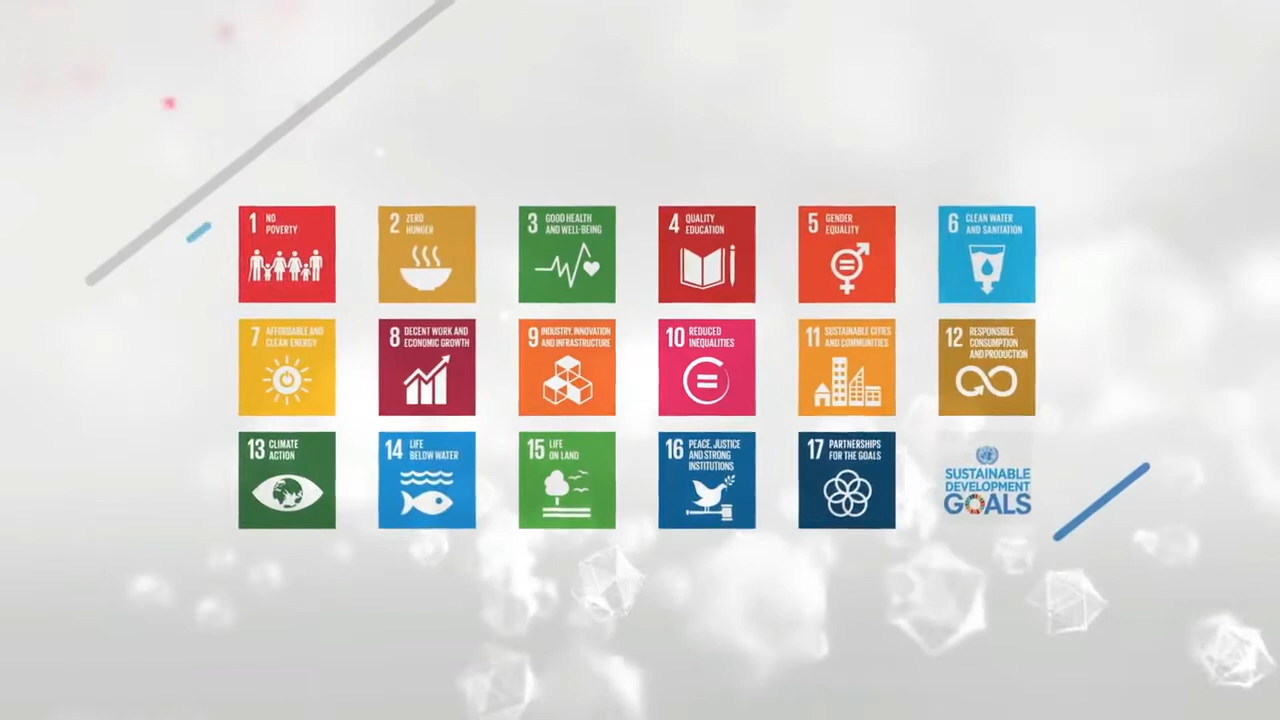 1 NO
POVERTY
2 ZERO
HUNGER
3 GOOD HEALTH
AND WELL-BEING
4 QUALITY
EDUCATION
5 GENDER
EQUALITY
6 CLEAN WATER
AND SANITATION
7 AFFORDABLE AND
CLEAN ENERGY
8 DECENT WORK AND
ECONOMIC GROWTH
9 INDUSTRY, INNOVATION
AND INFRASTRUCTURE
10 REDUCED
INEQUALITIES
11 SUSTAINABLE CITIES
AND COMMUNITIES
12 RESPONSIBLE
CONSUMPTION
AND PRODUCTION
13 CLIMATE
ACTION
14 LIFE
BELOW WATER
15 LIFE
ON LAND
16 PEACE, JUSTICE
AND STRONG
INSTITUTIONS
17 PARTNERSHIPS
FOR THE GOALS
SUSTAINABLE
DEVELOPMENT
GOALS